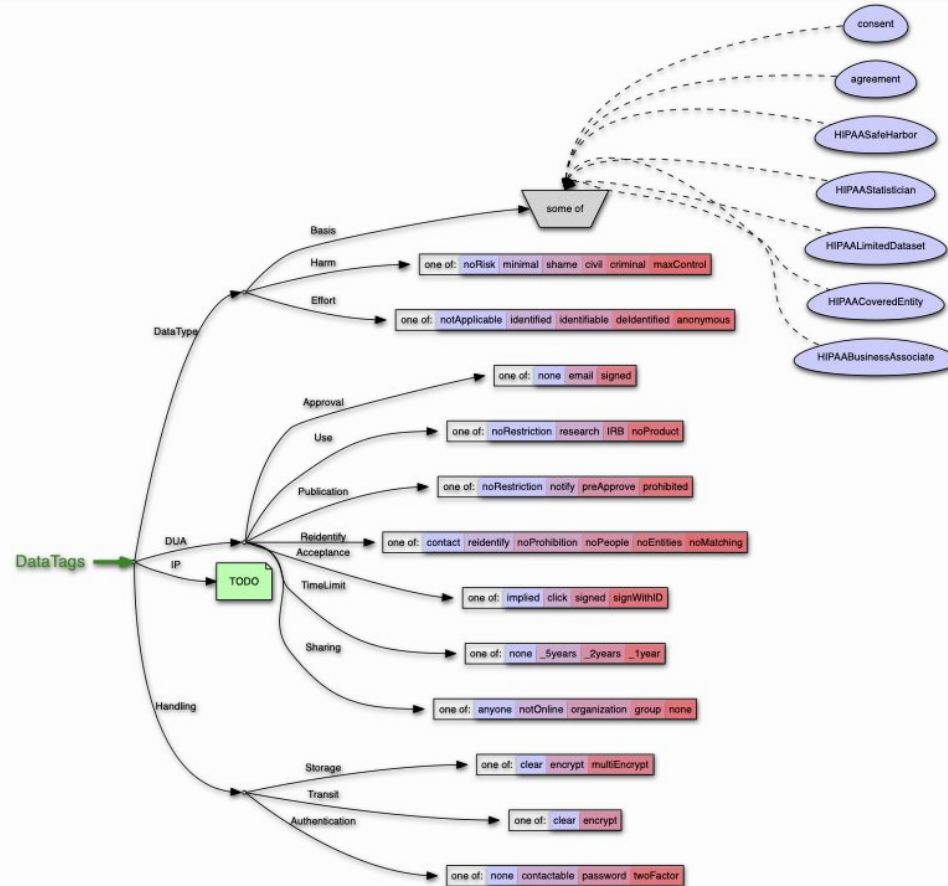 consent
agreement
HIPAASafeHarbor
HIPAAStatistician
some of
Basis
HIPAALimitedDataset
Harm
one of: noRisk minimal shame civil criminal maxControl
HIPAACoveredEntity
Effort
one of: notApplicable identified identifiable deIdentified anonymous
DataType
HIPAABusinessAssociate
one of: none email signed
Approval
Use
one of: noRestriction research IRB noProduct
Publication
one of: noRestriction notify preApprove prohibited
Reidentify
DUA
one of: contact reidentify noProhibition noPeople noEntities noMatching
Acceptance
DataTags
IP
TODO
TimeLimit
one of: implied click signed signWithID
Sharing
one of: none _5years _2years _1year
Handling
one of: anyone notOnline organization group none
Storage
one of: clear encrypt multiEncrypt
Transit
one of: clear encrypt
Authentication
one of: none contactable password twoFactor